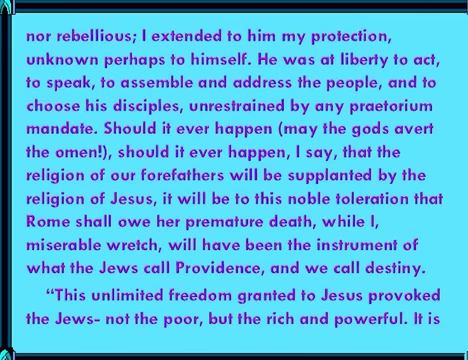 nor rebellious; I extended to him my protection,
unknown perhaps to himself. He was at liberty to act,
to speak, to assemble and address the people, and to
choose his disciples, unrestrained by any praetorium
mandate. Should it ever happen (may the gods avert
the omen!), should it ever happen, I say, that the
religion of our forefathers will be supplanted by the
religion of Jesus, it will be to this noble toleration that
Rome shall owe her premature death, while I,
miserable wretch, will have been the instrument of
what the Jews call Providence, and we call destiny.
“This unlimited freedom granted to Jesus provoked
the Jews- not the poor, but the rich and powerful. It is